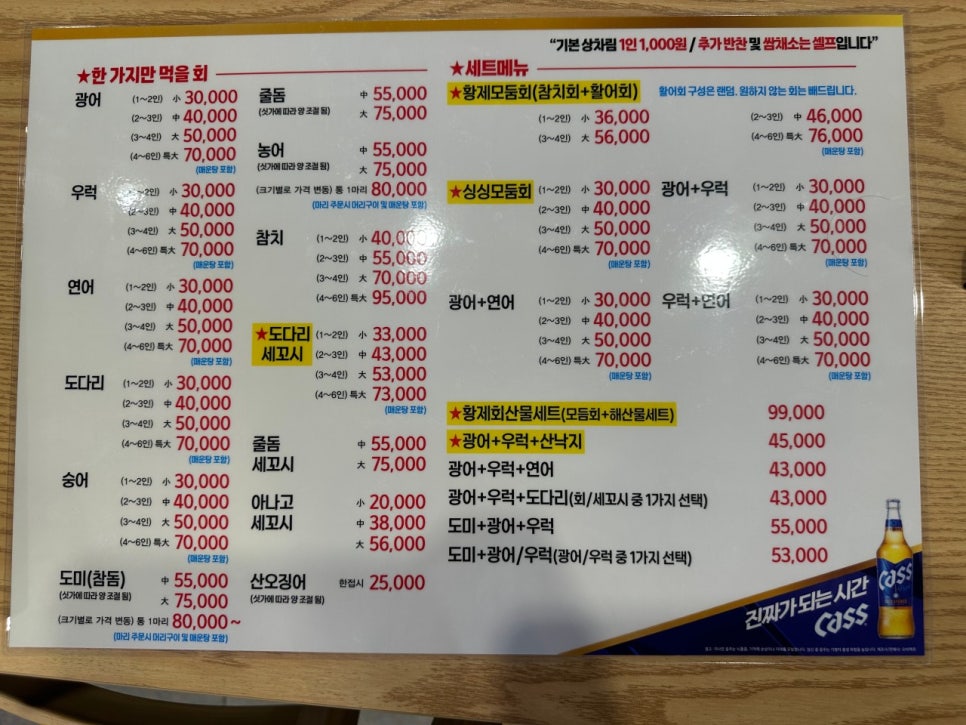 "기본 상차림 1인 1,000원 / 추가 반찬 및 쌈채소는 셀프입니다"
★한 가지만 먹을 회
광어 (1~2인) 小 30,000
(2~3인) 中 40,000
(3~4인) 大 50,000
(4~6인) 특大 70,000
(매운탕 포함)
우럭 (1~2인) 小 30,000
(2~3인) 中 40,000
(3~4인) 大 50,000
(4~6인) 특大 70,000
(매운탕 포함)
연어 (1~2인) 小 30,000
(2~3인) 中 40,000
(3~4인) 大 50,000
(4~6인) 특大 70,000
(매운탕 포함)
도다리 (1~2인) 小 30,000
(2~3인) 中 40,000
(3~4인) 大 50,000
(4~6인) 특大 70,000
(매운탕 포함)
숭어 (1~2인) 小 30,000
(2~3인) 中 40,000
(3~4인) 大 50,000
(4~6인) 특大 70,000
(매운탕 포함)
도미(참돔) 中 55,000
(싯가에 따라 양 조절 됨) 大 75,000
(크기별로 가격 변동) 통 1마리 80,000~
(마리 주문시 머리구이 및 매운탕 포함)
줄돔 中 55,000
(싯가에 따라 양 조절 됨) 大 75,000
농어 中 55,000
(싯가에 따라 양 조절 됨) 大 75,000
(크기별로 가격 변동) 통 1마리 80,000
(마리 주문시 머리구이 및 매운탕 포함)
참치 (1~2인) 小 40,000
(2~3인) 中 55,000
(3~4인) 大 70,000
(4~6인) 특大 95,000
★도다리 (1~2인) 小 33,000
세꼬시 (2~3인) 中 43,000
(3~4인) 大 53,000
(4~6인) 특大 73,000
(매운탕 포함)
줄돔 中 55,000
세꼬시 大 75,000
아나고 小 20,000
세꼬시 中 38,000
大 56,000
산오징어 한접시 25,000
(싯가에 따라 양 조절 됨)
★세트메뉴
★황제모둠회(참치회+활어회) 활어회 구성은 랜덤. 원하지 않는 회는 빼드립니다.
(1~2인) 小 36,000 (2~3인) 中 46,000
(3~4인) 大 56,000 (4~6인) 특大 76,000
(매운탕 포함)
★싱싱모둠회 (1~2인) 小 30,000
(2~3인) 中 40,000
(3~4인) 大 50,000
(4~6인) 특大 70,000
(매운탕 포함)
광어+우럭 (1~2인) 小 30,000
(2~3인) 中 40,000
(3~4인) 大 50,000
(4~6인) 특大 70,000
(매운탕 포함)
광어+연어 (1~2인) 小 30,000
(2~3인) 中 40,000
(3~4인) 大 50,000
(4~6인) 특大 70,000
(매운탕 포함)
우럭+연어 (1~2인) 小 30,000
(2~3인) 中 40,000
(3~4인) 大 50,000
(4~6인) 특大 70,000
(매운탕 포함)
★황제회산물세트(모듬회+해산물세트) 99,000
★광어+우럭+산낙지 45,000
광어+우럭+연어 43,000
광어+우럭+도다리(회/세꼬시 중 1가지 선택) 43,000
도미+광어+우럭 55,000
도미+광어/우럭(광어/우럭 중 1가지 선택) 53,000
진짜가 되는 시간
Cass
Cass